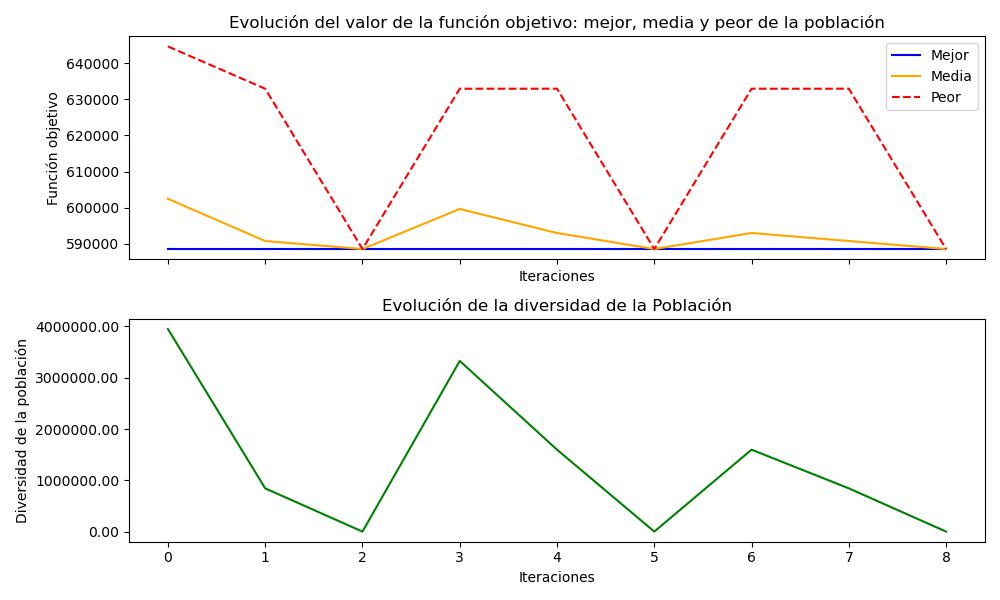 Evolución del valor de la función objetivo: mejor, media y peor de la población
Función objetivo
640000
630000
620000
610000
600000
590000
Mejor
Media
Peor
Iteraciones
Evolución de la diversidad de la Población
Diversidad de la población
4000000.00
3000000.00
2000000.00
1000000.00
0.00
0 1 2 3 4 5 6 7 8
Iteraciones